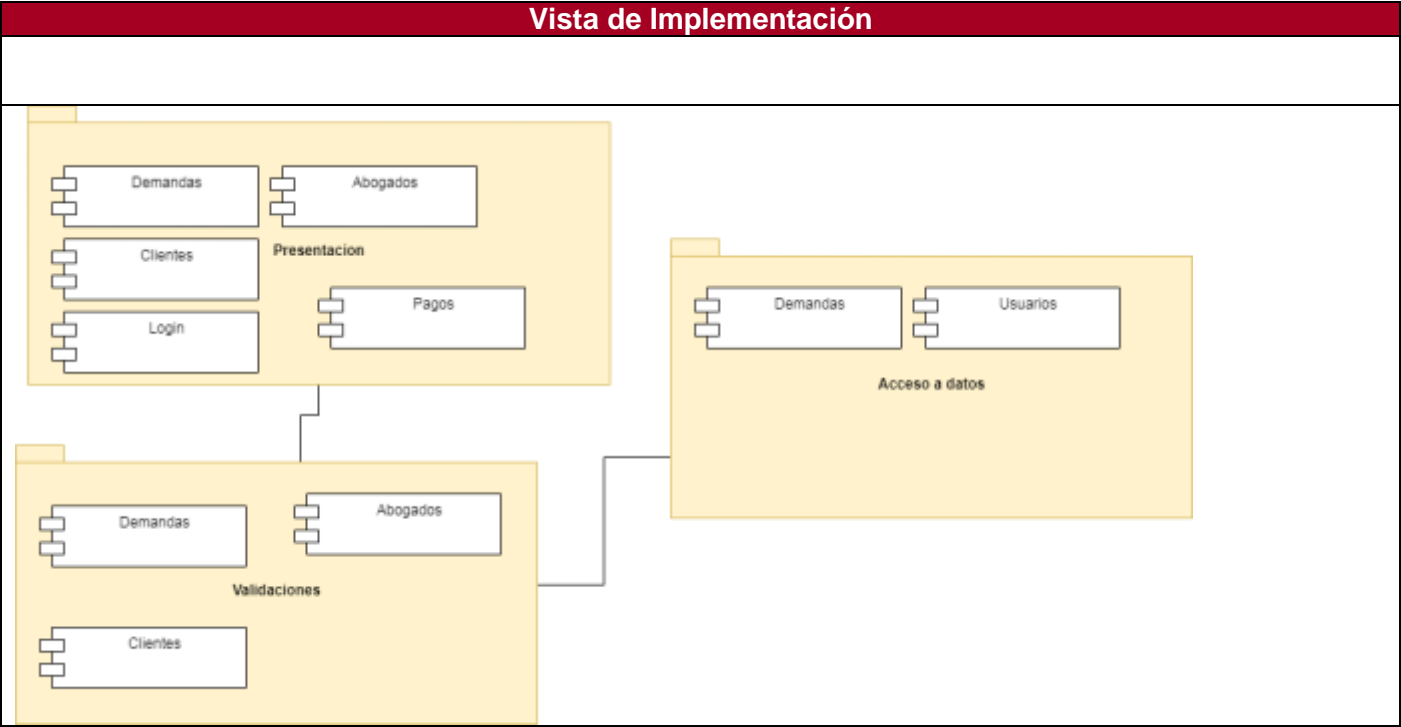 Vista de Implementación
Demandas
Abogados
Clientes
Presentacion
Pagos
Login
Demandas
Usuarios
Acceso a datos
Demandas
Abogados
Validaciones
Clientes